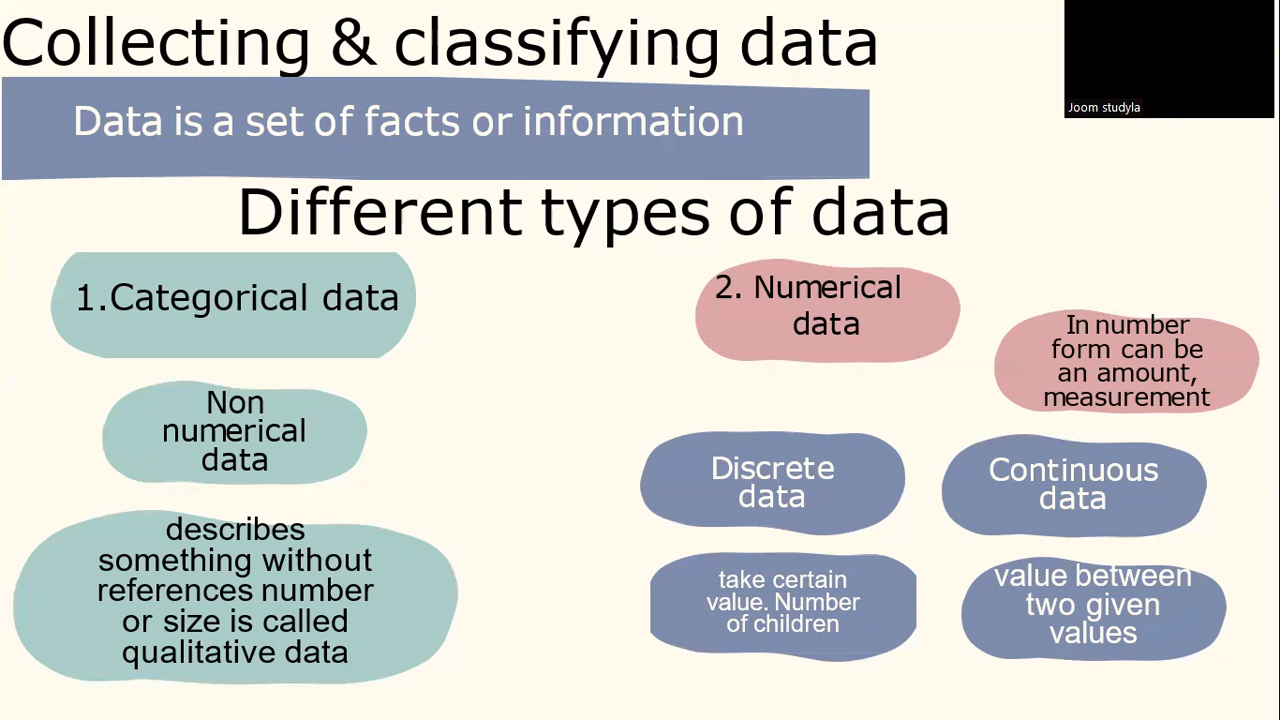 Collecting & classifying data
Joom studyla
Data is a set of facts or information
Different types of data
1.Categorical data
2. Numerical
data
In number
form can be
an amount,
measurement
Non
numerical
data
Discrete
data
Continuous
data
describes
something without
references number
or size is called
qualitative data
take certain
value. Number
of children
value between
two given
values